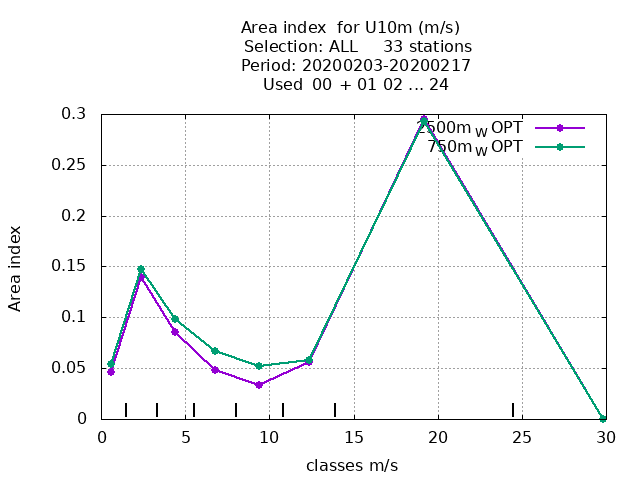 Area index  for U10m (m/s)
Selection: ALL     33 stations
Period: 20200203-20200217
Used  00 + 01 02 ... 24
0.3
2500m W OPT
750m W OPT
0.25
0.2
0.15
0.1
0.05
0
Area index
0 5 10 15 20 25 30
classes m/s